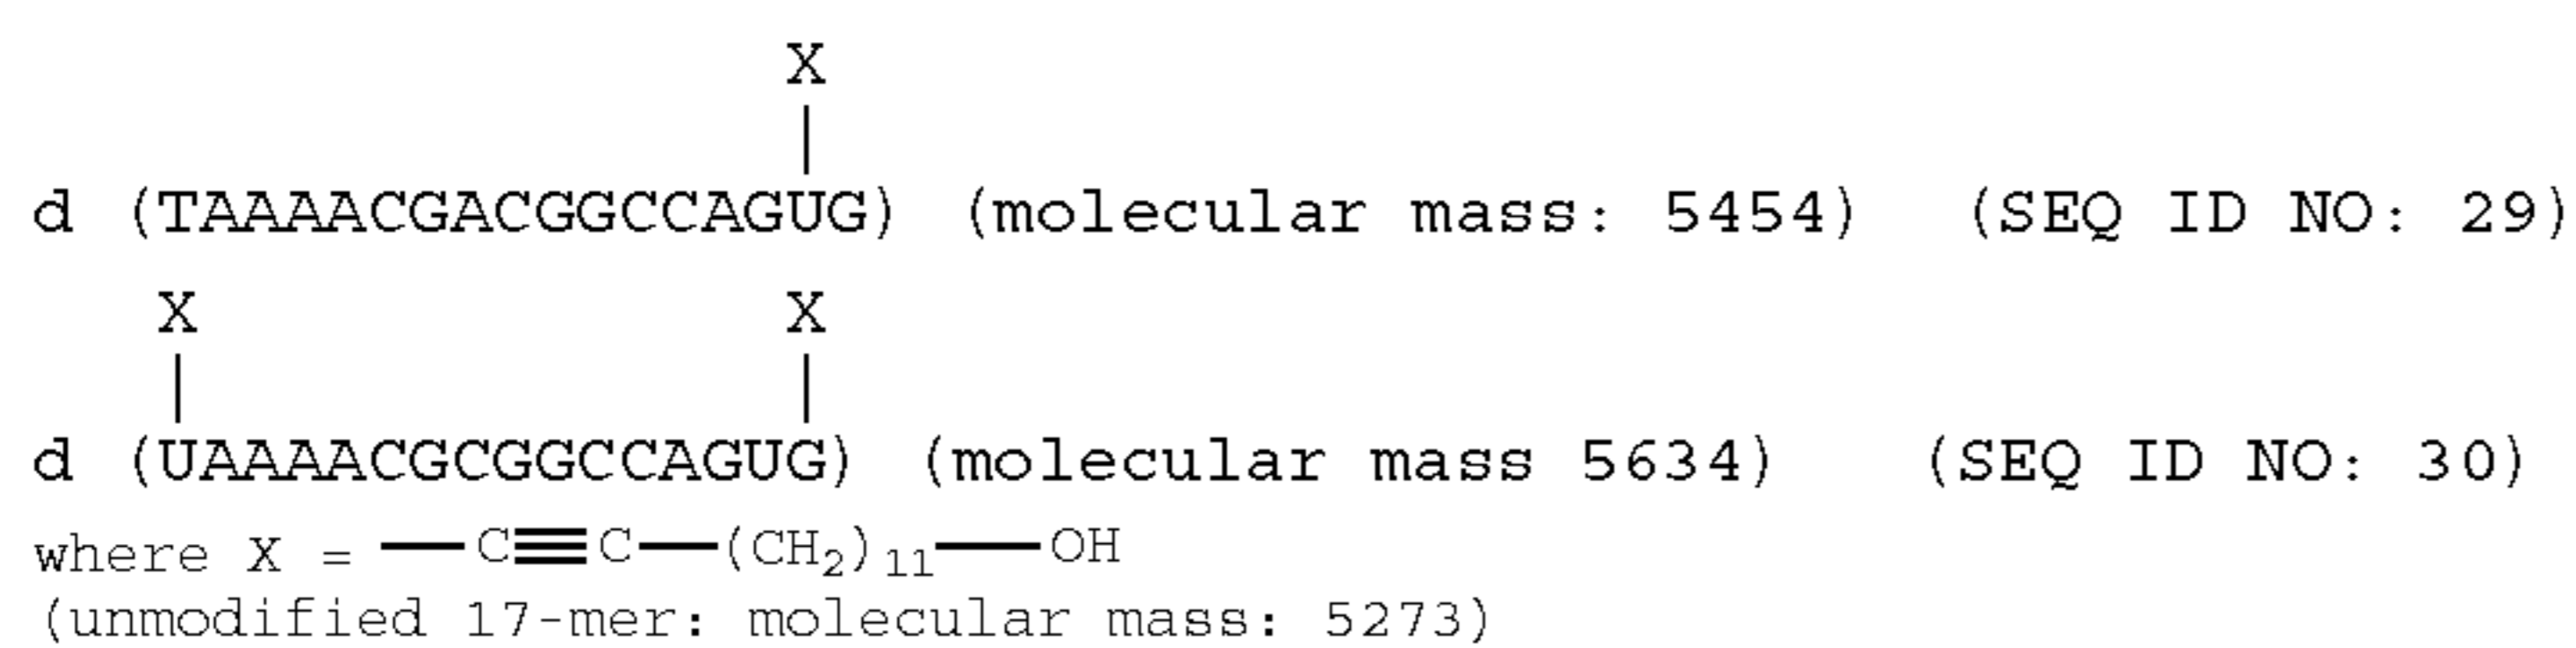 X
d (TAAAACGACGGCCAGUG) (molecular mass: 5454) (SEQ ID NO: 29)
X X
d (UAAAACGCGGCCAGUG) (molecular mass 5634) (SEQ ID NO: 30)
where X = —C≡C—(CH₂)₁₁—OH
(unmodified 17-mer: molecular mass: 5273)